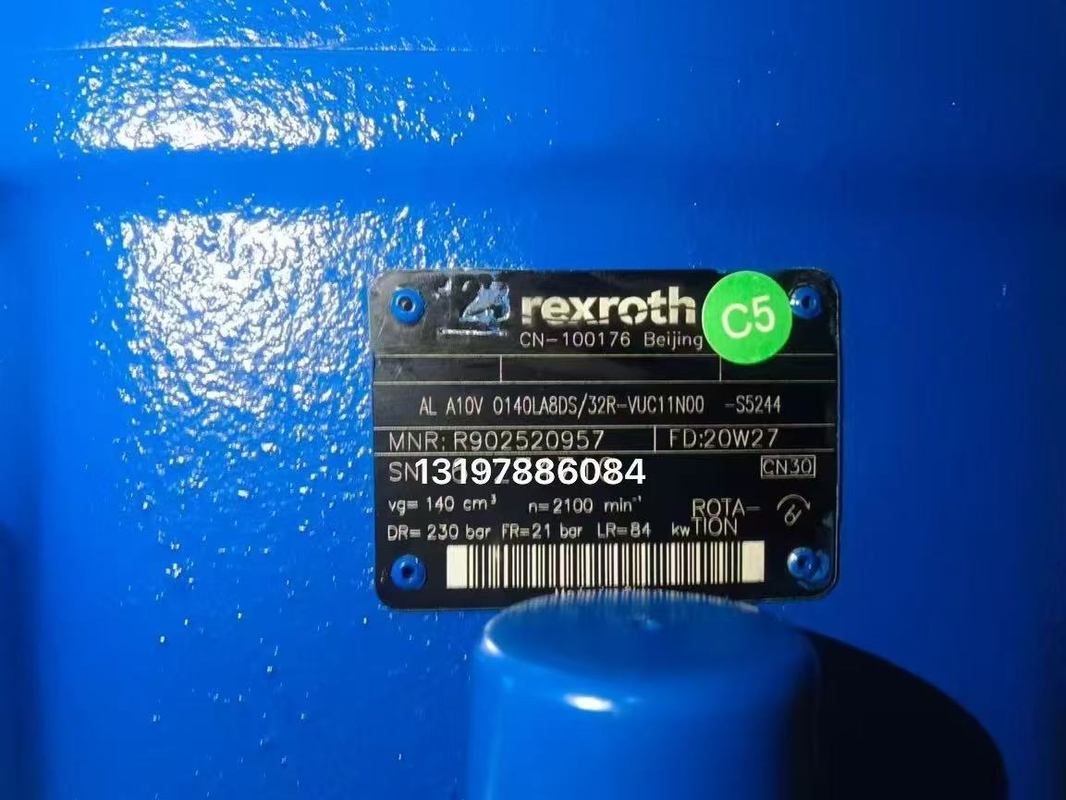 rexroth
C5
CN-100176 Beijing
AL A10V O140LA8DS/32R-VUC11N00 -S5244
MNR: R902520957 FD:20W27
SN
13197886084
CN30
vg= 140 cm³ n=2100 min⁻¹
ROTA-
TION
DR= 230 bar FR=21 bar LR=84 kw